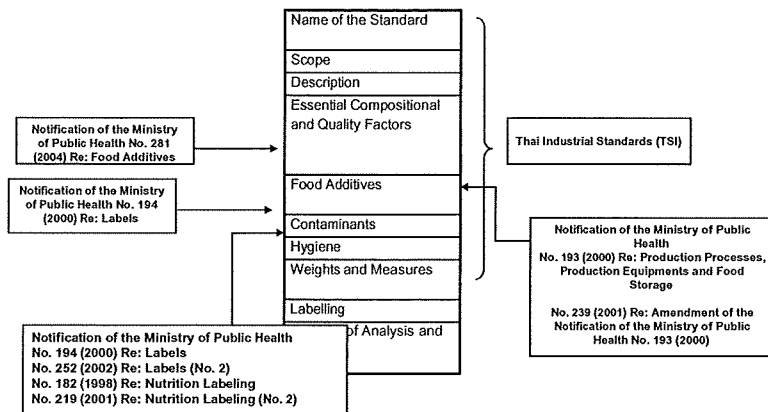 Name of the Standard
Scope
Description
Essential Compositional
and Quality Factors
Food Additives
Contaminants
Hygiene
Weights and Measures
Labelling
of Analysis and
Notification of the Ministry
of Public Health No. 281
(2004) Re: Food Additives
Notification of the Ministry
of Public Health No. 194
(2000) Re: Labels
Notification of the Ministry of Public Health
No. 194 (2000) Re: Labels
No. 252 (2002) Re: Labels (No. 2)
No. 182 (1998) Re: Nutrition Labeling
No. 219 (2001) Re: Nutrition Labeling (No. 2)
Thai Industrial Standards (TSI)
Notification of the Ministry of Public
Health
No. 193 (2000) Re: Production Processes,
Production Equipments and Food
Storage
No. 239 (2001) Re: Amendment of the
Notification of the Ministry of Public
Health No. 193 (2000)